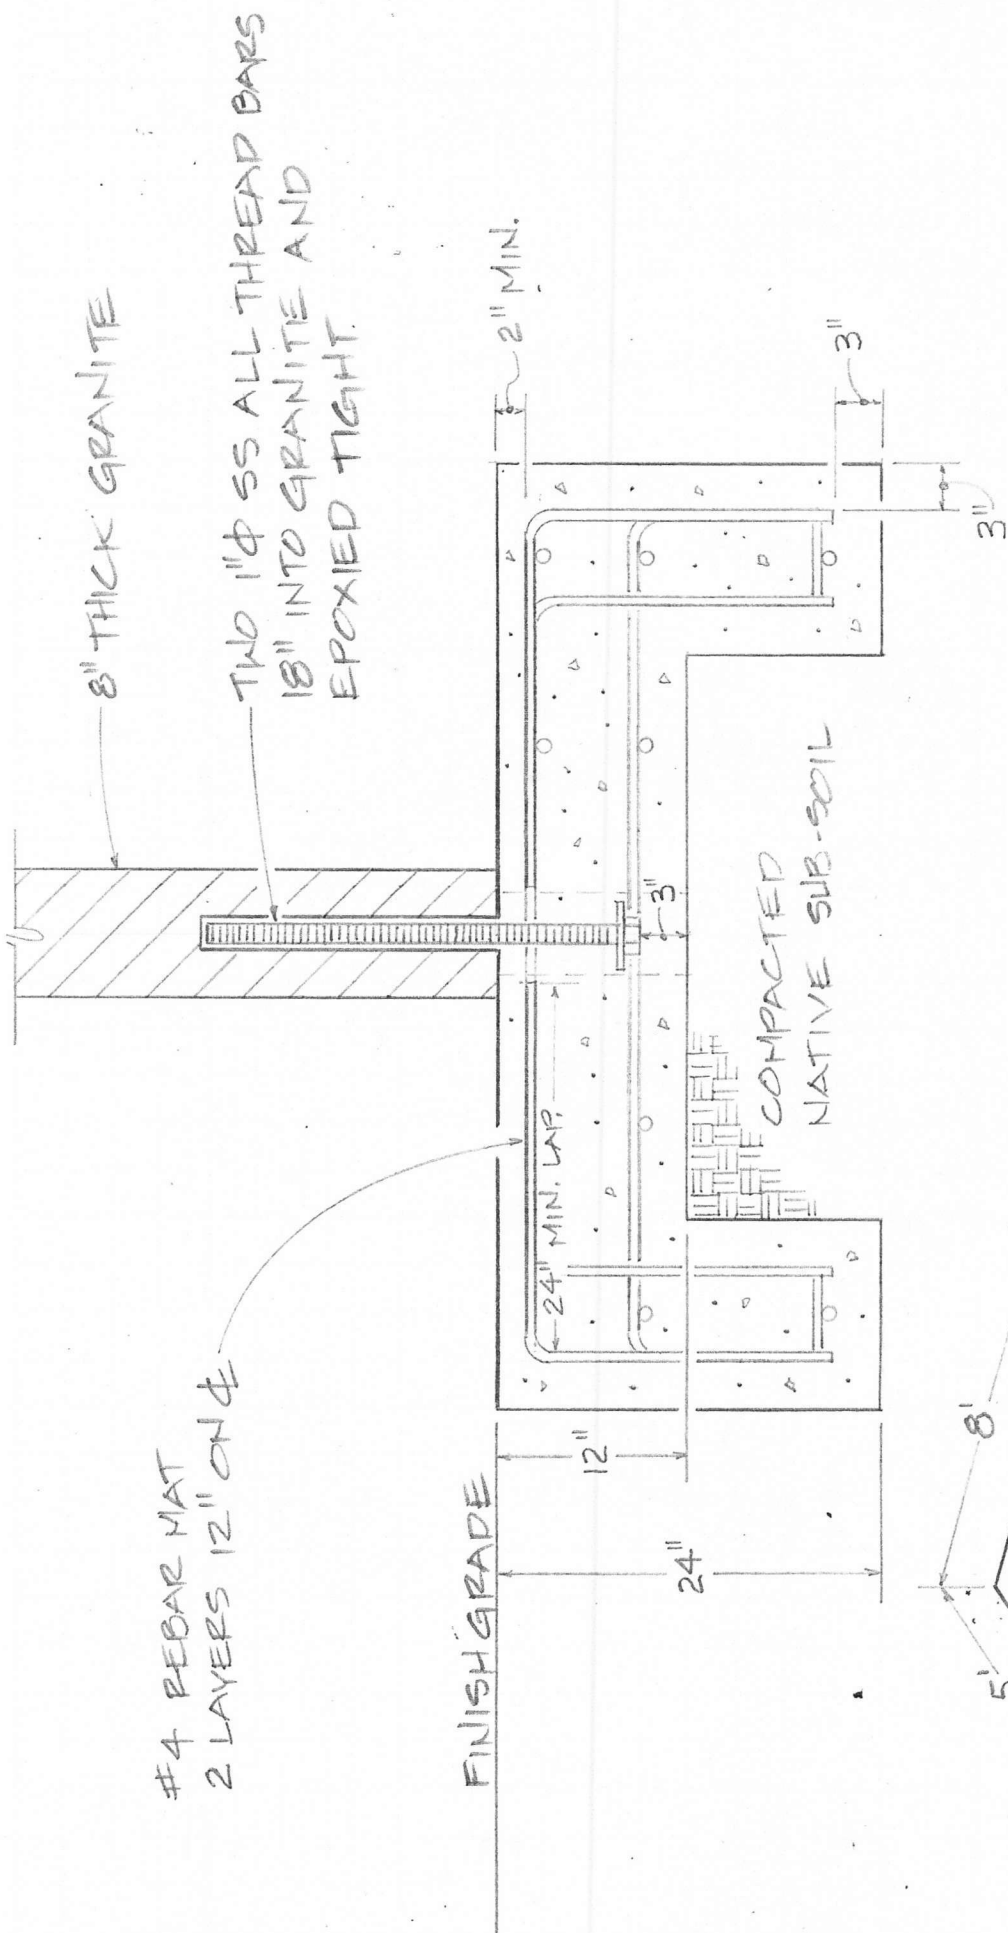 8" THICK GRANITE
TWO 1"Φ SS ALL THREAD BARS
18" INTO GRANITE AND
EPOXIED TIGHT.
#4 REBAR MAT
2 LAYERS 12" ON ℄
2" MIN.
FINISH GRADE
24" MIN. LAP.
12"
24"
3"
3"
3"
COMPACTED
NATIVE SUB-SOIL
5'
8'